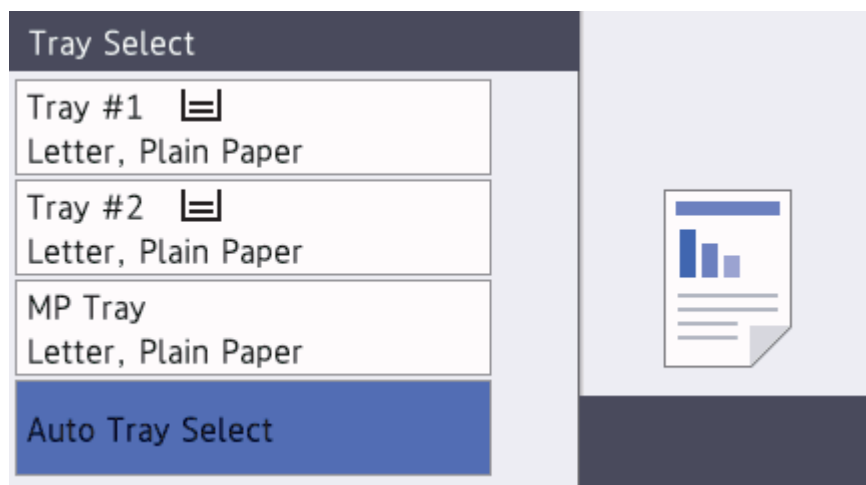 Tray Select
Tray #1
Letter, Plain Paper
Tray #2
Letter, Plain Paper
MP Tray
Letter, Plain Paper
Auto Tray Select